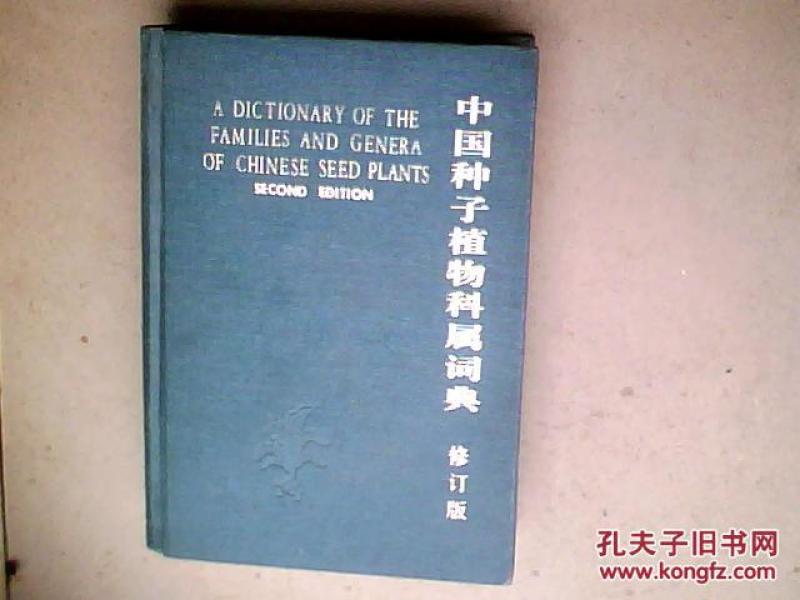 A DICTIONARY OF THE
FAMILIES AND GENERA
OF CHINESE SEED PLANTS
SECOND EDITION
中国种子植物科属词典
修订版
孔夫子旧书网
www.kongfz.com